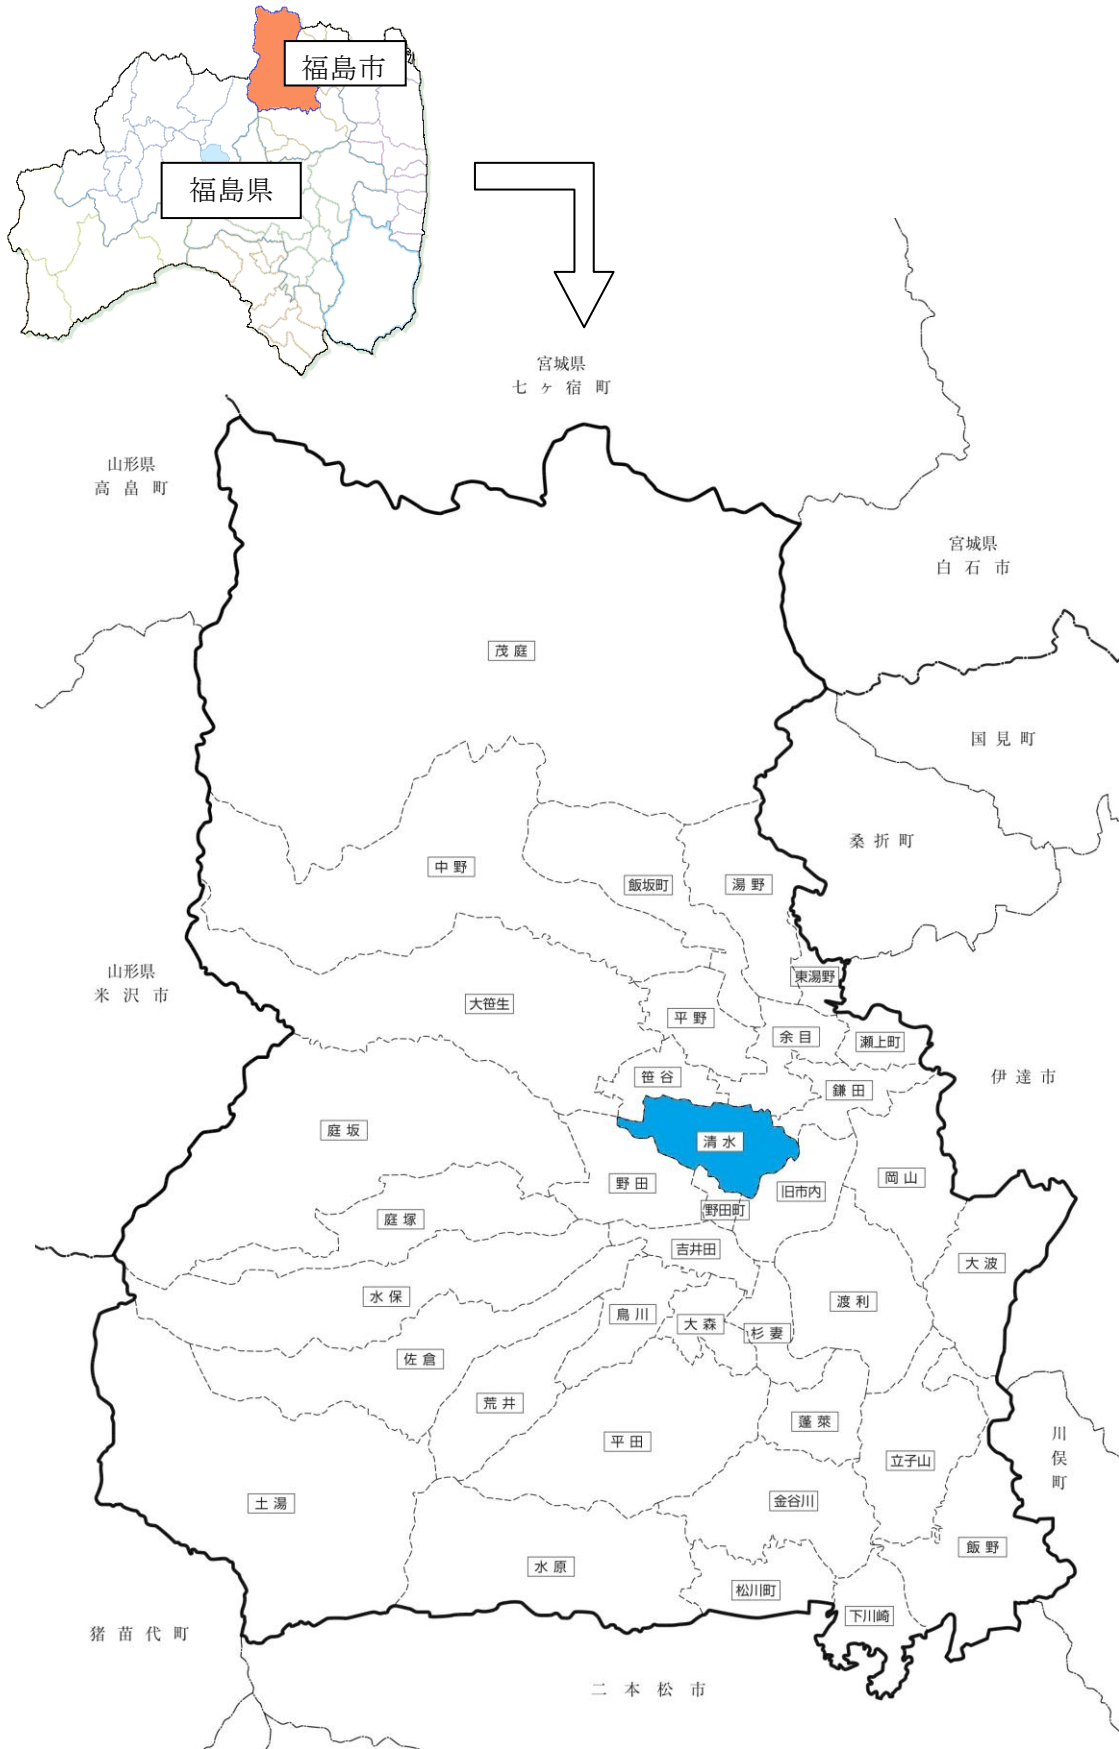 福島市
福島県
宮城県
七ヶ宿町
山形県
高畠町
宮城県
白石市
茂庭
国見町
桑折町
中野
飯坂町
湯野
山形県
米沢市
東湯野
大笹生
平野
余目
瀬上町
伊達市
笹谷
鎌田
庭坂
清水
岡山
野田
旧市内
野田町
庭塚
吉井田
大波
水保
渡利
鳥川
大森
杉妻
佐倉
荒井
蓬莱
平田
川俣町
立子山
金谷川
土湯
飯野
水原
松川町
下川崎
猪苗代町
二本松市